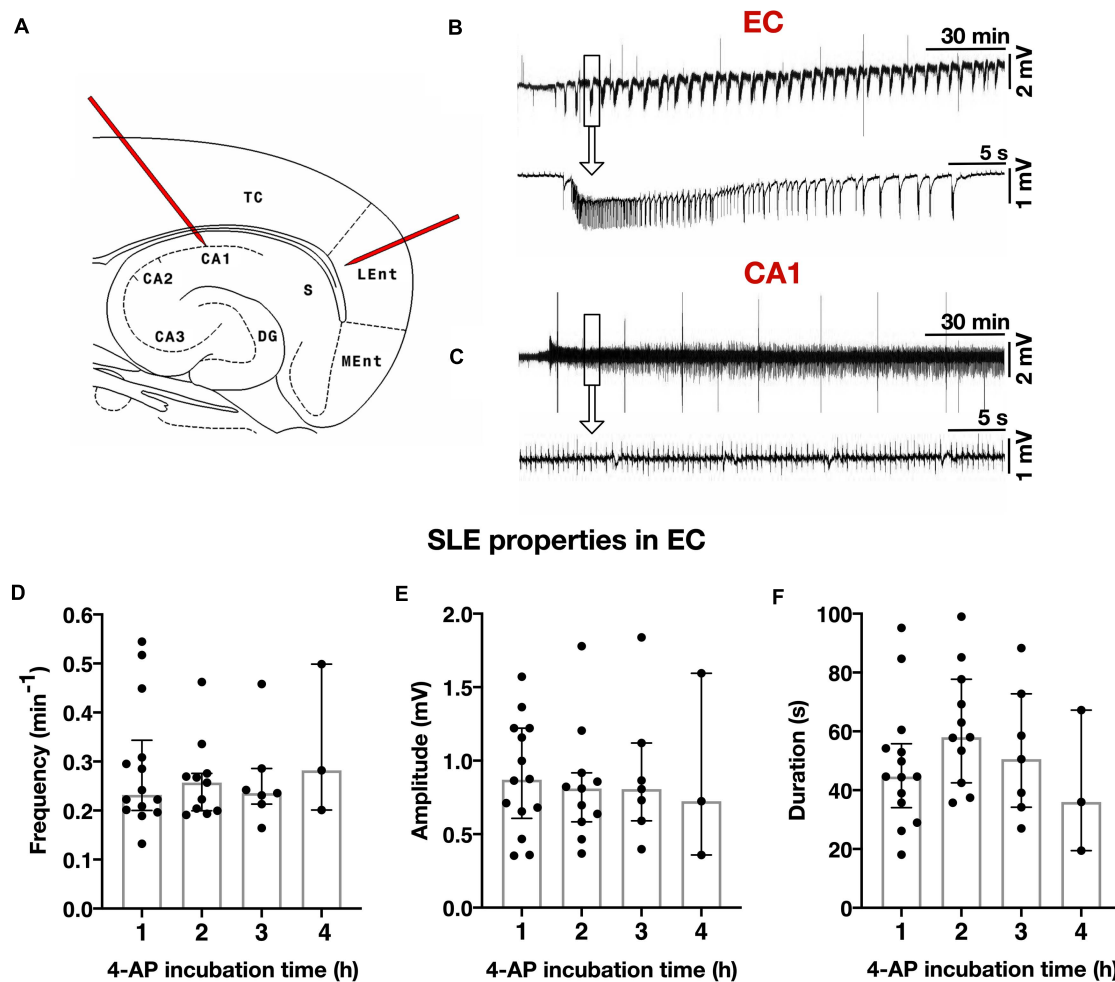 A
TC
CA1
CA2
CA3
DG
S
LEnt
MEnt
B
EC
30 min
2 mV
5 s
1 mV
CA1
C
30 min
2 mV
5 s
1 mV
SLE properties in EC
D
Frequency (min⁻¹)
0.6
0.5
0.4
0.3
0.2
0.1
0.0
1 2 3 4
4-AP incubation time (h)
E
Amplitude (mV)
2.0
1.5
1.0
0.5
0.0
1 2 3 4
4-AP incubation time (h)
F
Duration (s)
100
80
60
40
20
0
1 2 3 4
4-AP incubation time (h)